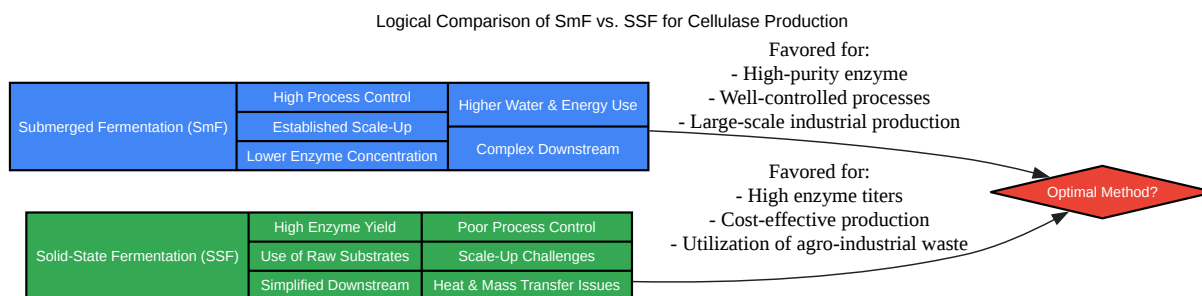 Logical Comparison of SmF vs. SSF for Cellulase Production
Submerged Fermentation (SmF)
High Process Control
Established Scale-Up
Lower Enzyme Concentration
Higher Water & Energy Use
Complex Downstream
Favored for:
- High-purity enzyme
- Well-controlled processes
- Large-scale industrial production
Solid-State Fermentation (SSF)
High Enzyme Yield
Use of Raw Substrates
Simplified Downstream
Poor Process Control
Scale-Up Challenges
Heat & Mass Transfer Issues
Favored for:
- High enzyme titers
- Cost-effective production
- Utilization of agro-industrial waste
Optimal Method?